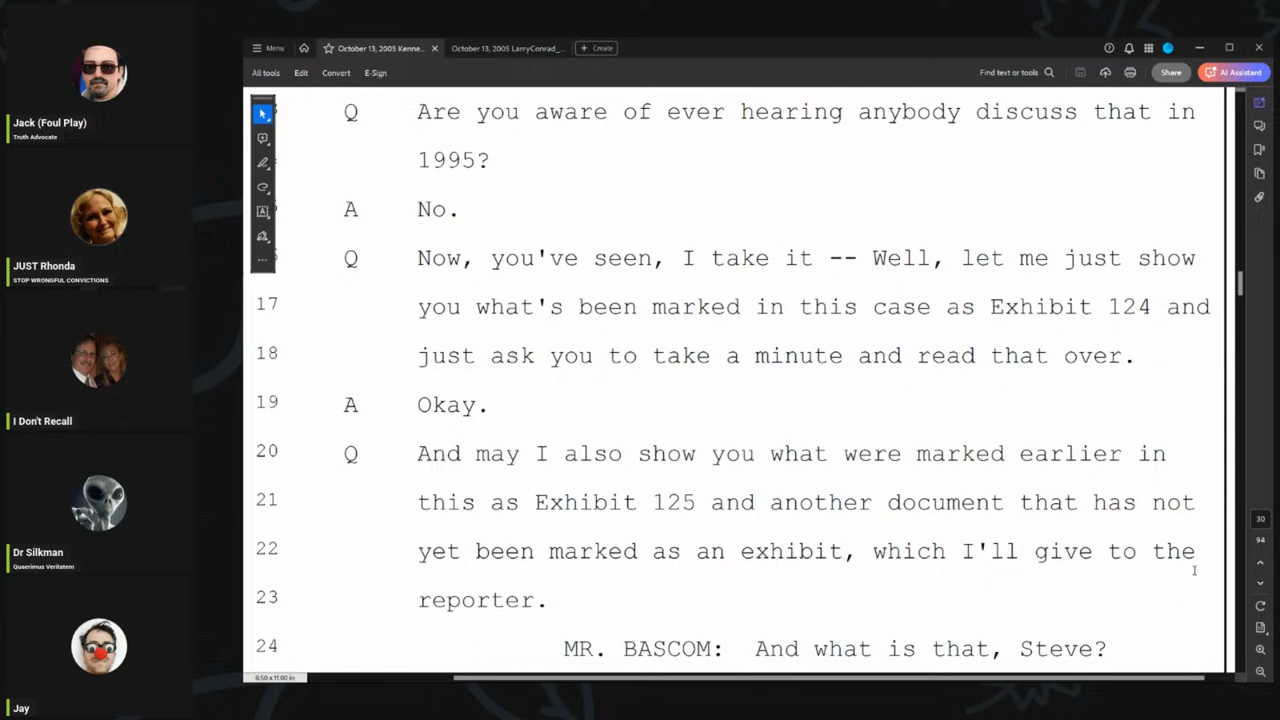 Jack (Foul Play)
Truth Advocate
JUST Rhonda
STOP WRONGFUL CONVICTIONS
I Don't Recall
Dr Silkman
Quaerimus Veritatem
Jay
Menu
October 13, 2005 Kenne...
October 13, 2005 LarryConrad_...
+ Create
All tools
Edit
Convert
E-Sign
Find text or tools
Share
AI Assistant
Q Are you aware of ever hearing anybody discuss that in
1995?
A No.
Q Now, you've seen, I take it -- Well, let me just show
17 you what's been marked in this case as Exhibit 124 and
18 just ask you to take a minute and read that over.
19 A Okay.
20 Q And may I also show you what were marked earlier in
21 this as Exhibit 125 and another document that has not
22 yet been marked as an exhibit, which I'll give to the
23 reporter.
24 MR. BASCOM: And what is that, Steve?
8.50 x 11.00 in
30
94